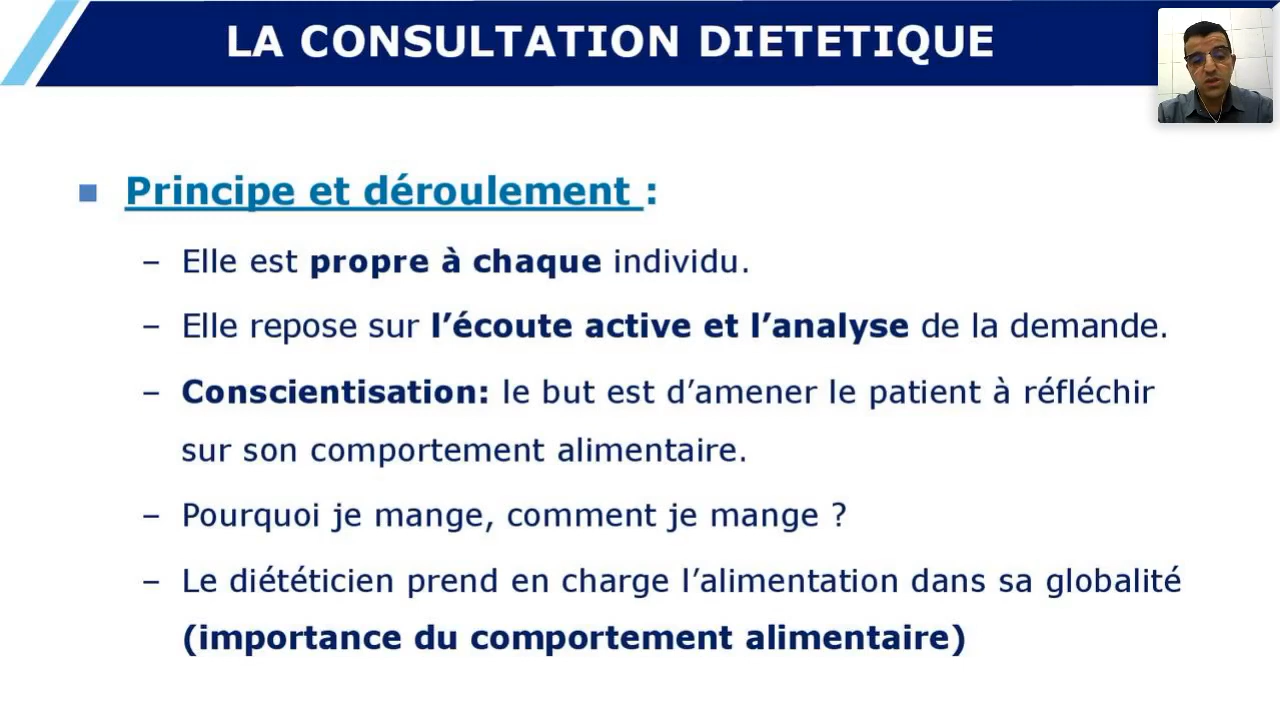 LA CONSULTATION DIETETIQUE
Principe et déroulement :
– Elle est propre à chaque individu.
– Elle repose sur l’écoute active et l’analyse de la demande.
– Conscientisation: le but est d’amener le patient à réfléchir
sur son comportement alimentaire.
– Pourquoi je mange, comment je mange ?
– Le diététicien prend en charge l’alimentation dans sa globalité
(importance du comportement alimentaire)